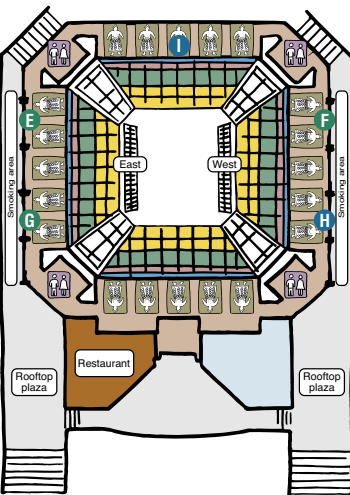 I
E
F
Smoking area
East
West
Smoking area
G
H
Restaurant
Rooftop
plaza
Rooftop
plaza